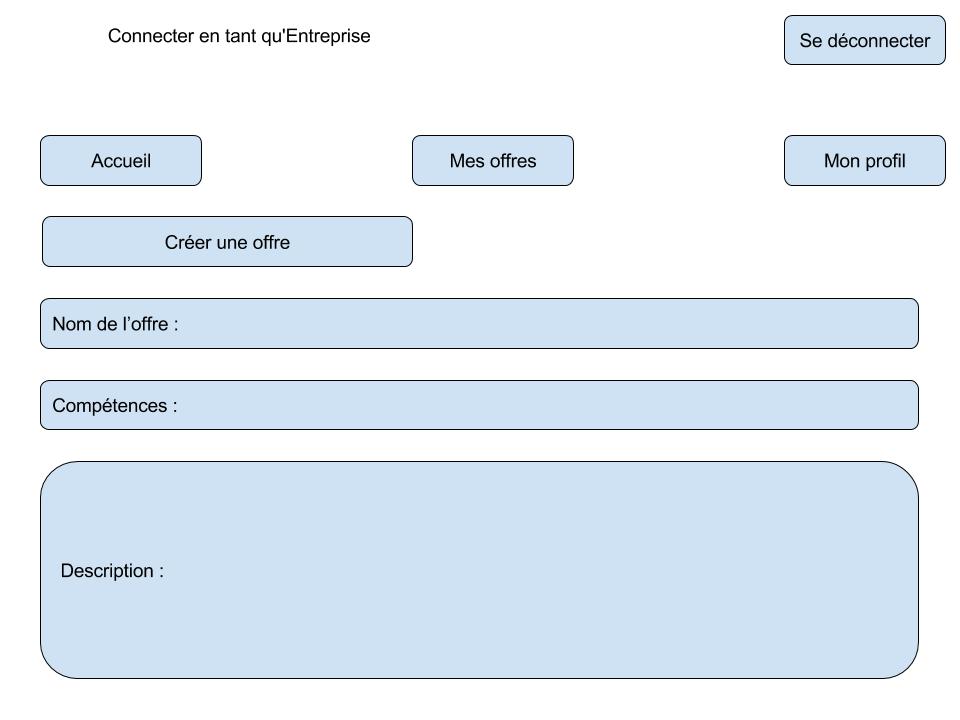 Connecter en tant qu'Entreprise
Se déconnecter
Accueil
Mes offres
Mon profil
Créer une offre
Nom de l’offre :
Compétences :
Description :